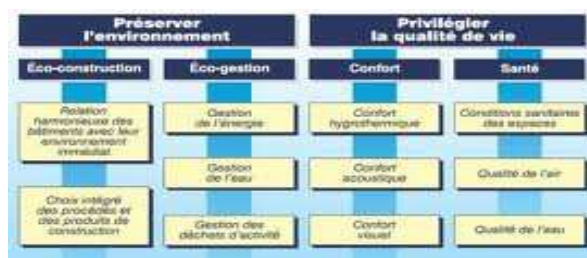 Préserver
l'environnement
Privilégier
la qualité de vie
Éco-construction
Éco-gestion
Confort
Santé
Relation
harmonieuse des
bâtiments avec leur
environnement
immédiat
Choix intégré
des procédés et
des produits de
construction
Gestion
de l'énergie
Gestion
de l'eau
Gestion des
déchets d'activité
Confort
hygrothermique
Confort
acoustique
Confort
visuel
Conditions sanitaires
des espaces
Qualité de l'air
Qualité de l'eau